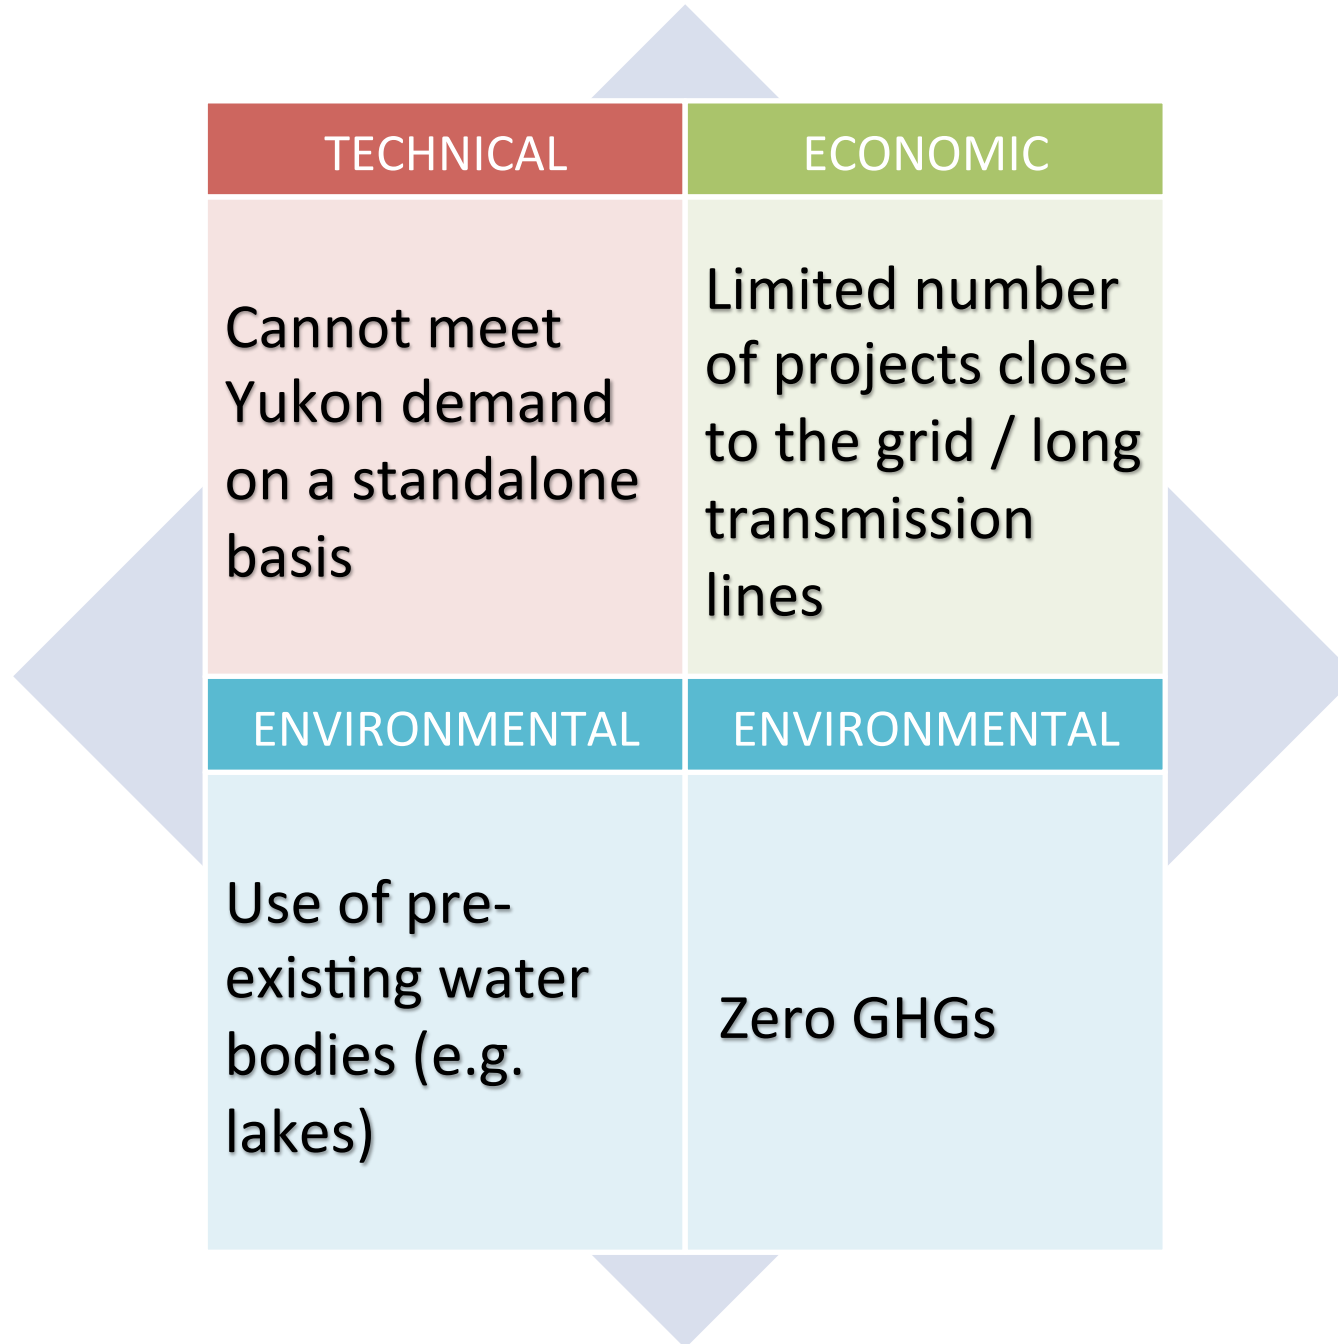 TECHNICAL
Cannot meet
Yukon demand
on a standalone
basis
ECONOMIC
Limited number
of projects close
to the grid / long
transmission
lines
ENVIRONMENTAL
Use of pre-
existing water
bodies (e.g.
lakes)
ENVIRONMENTAL
Zero GHGs